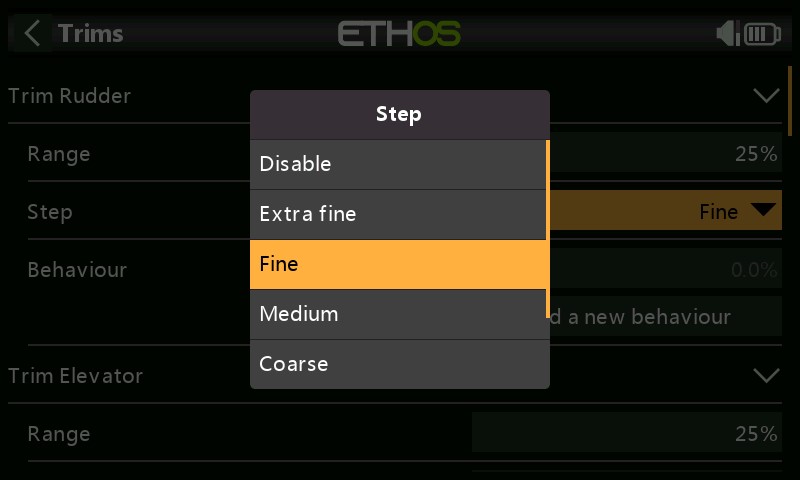 Trims
ETHOS
Trim Rudder
Range
25%
Step
Fine
Behaviour
0.0%
d a new behaviour
Step
Disable
Extra fine
Fine
Medium
Coarse
Trim Elevator
Range
25%